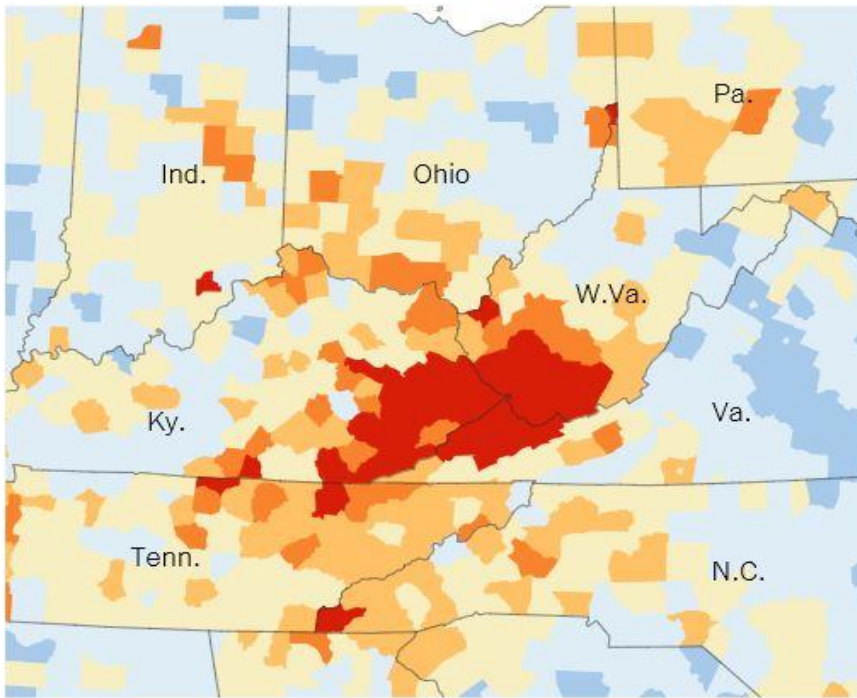 Pa.
Ind.
Ohio
W.Va.
Ky.
Va.
Tenn.
N.C.